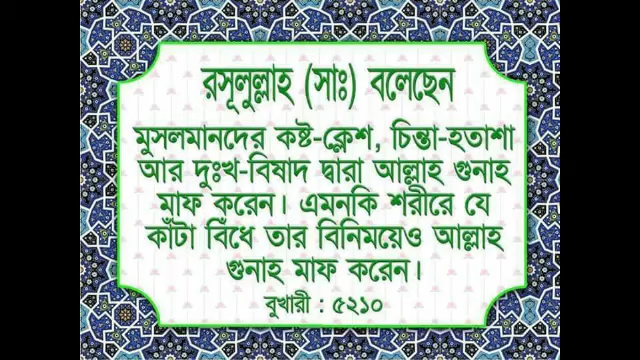 রসূলুল্লাহ (সাঃ) বলেছেন
মুসলমানদের কষ্ট-ক্লেশ, চিন্তা-হতাশা
আর দুঃখ-বিষাদ দ্বারা আল্লাহ গুনাহ
মাফ করেন। এমনকি শরীরে যে
কাঁটা বিঁধে তার বিনিময়েও আল্লাহ
গুনাহ মাফ করেন।
বুখারী : ৫২১০